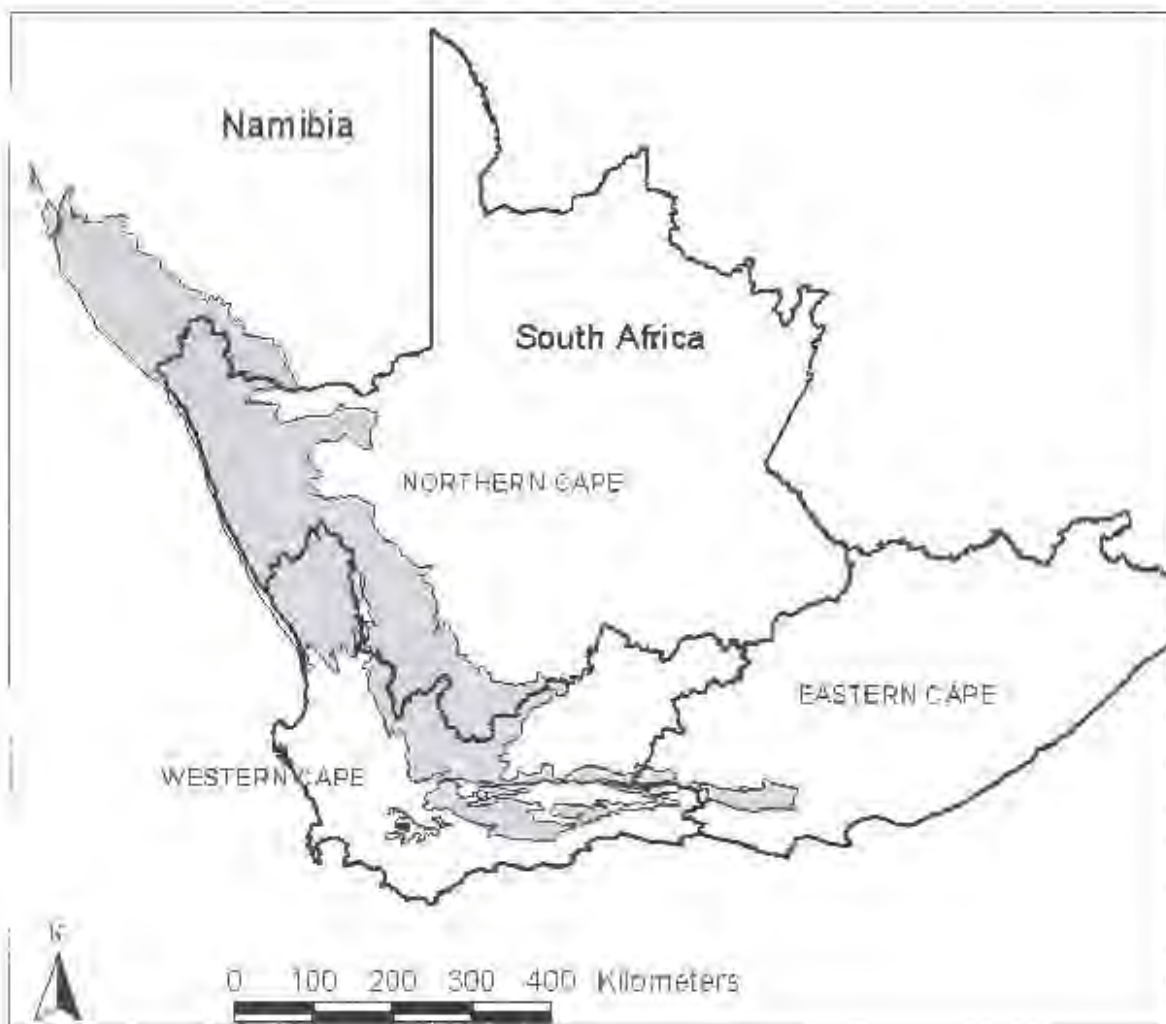 Namibia
South Africa
NORTHERN CAPE
EASTERN CAPE
WESTERN CAPE
N
0 100 200 300 400 Kilometers